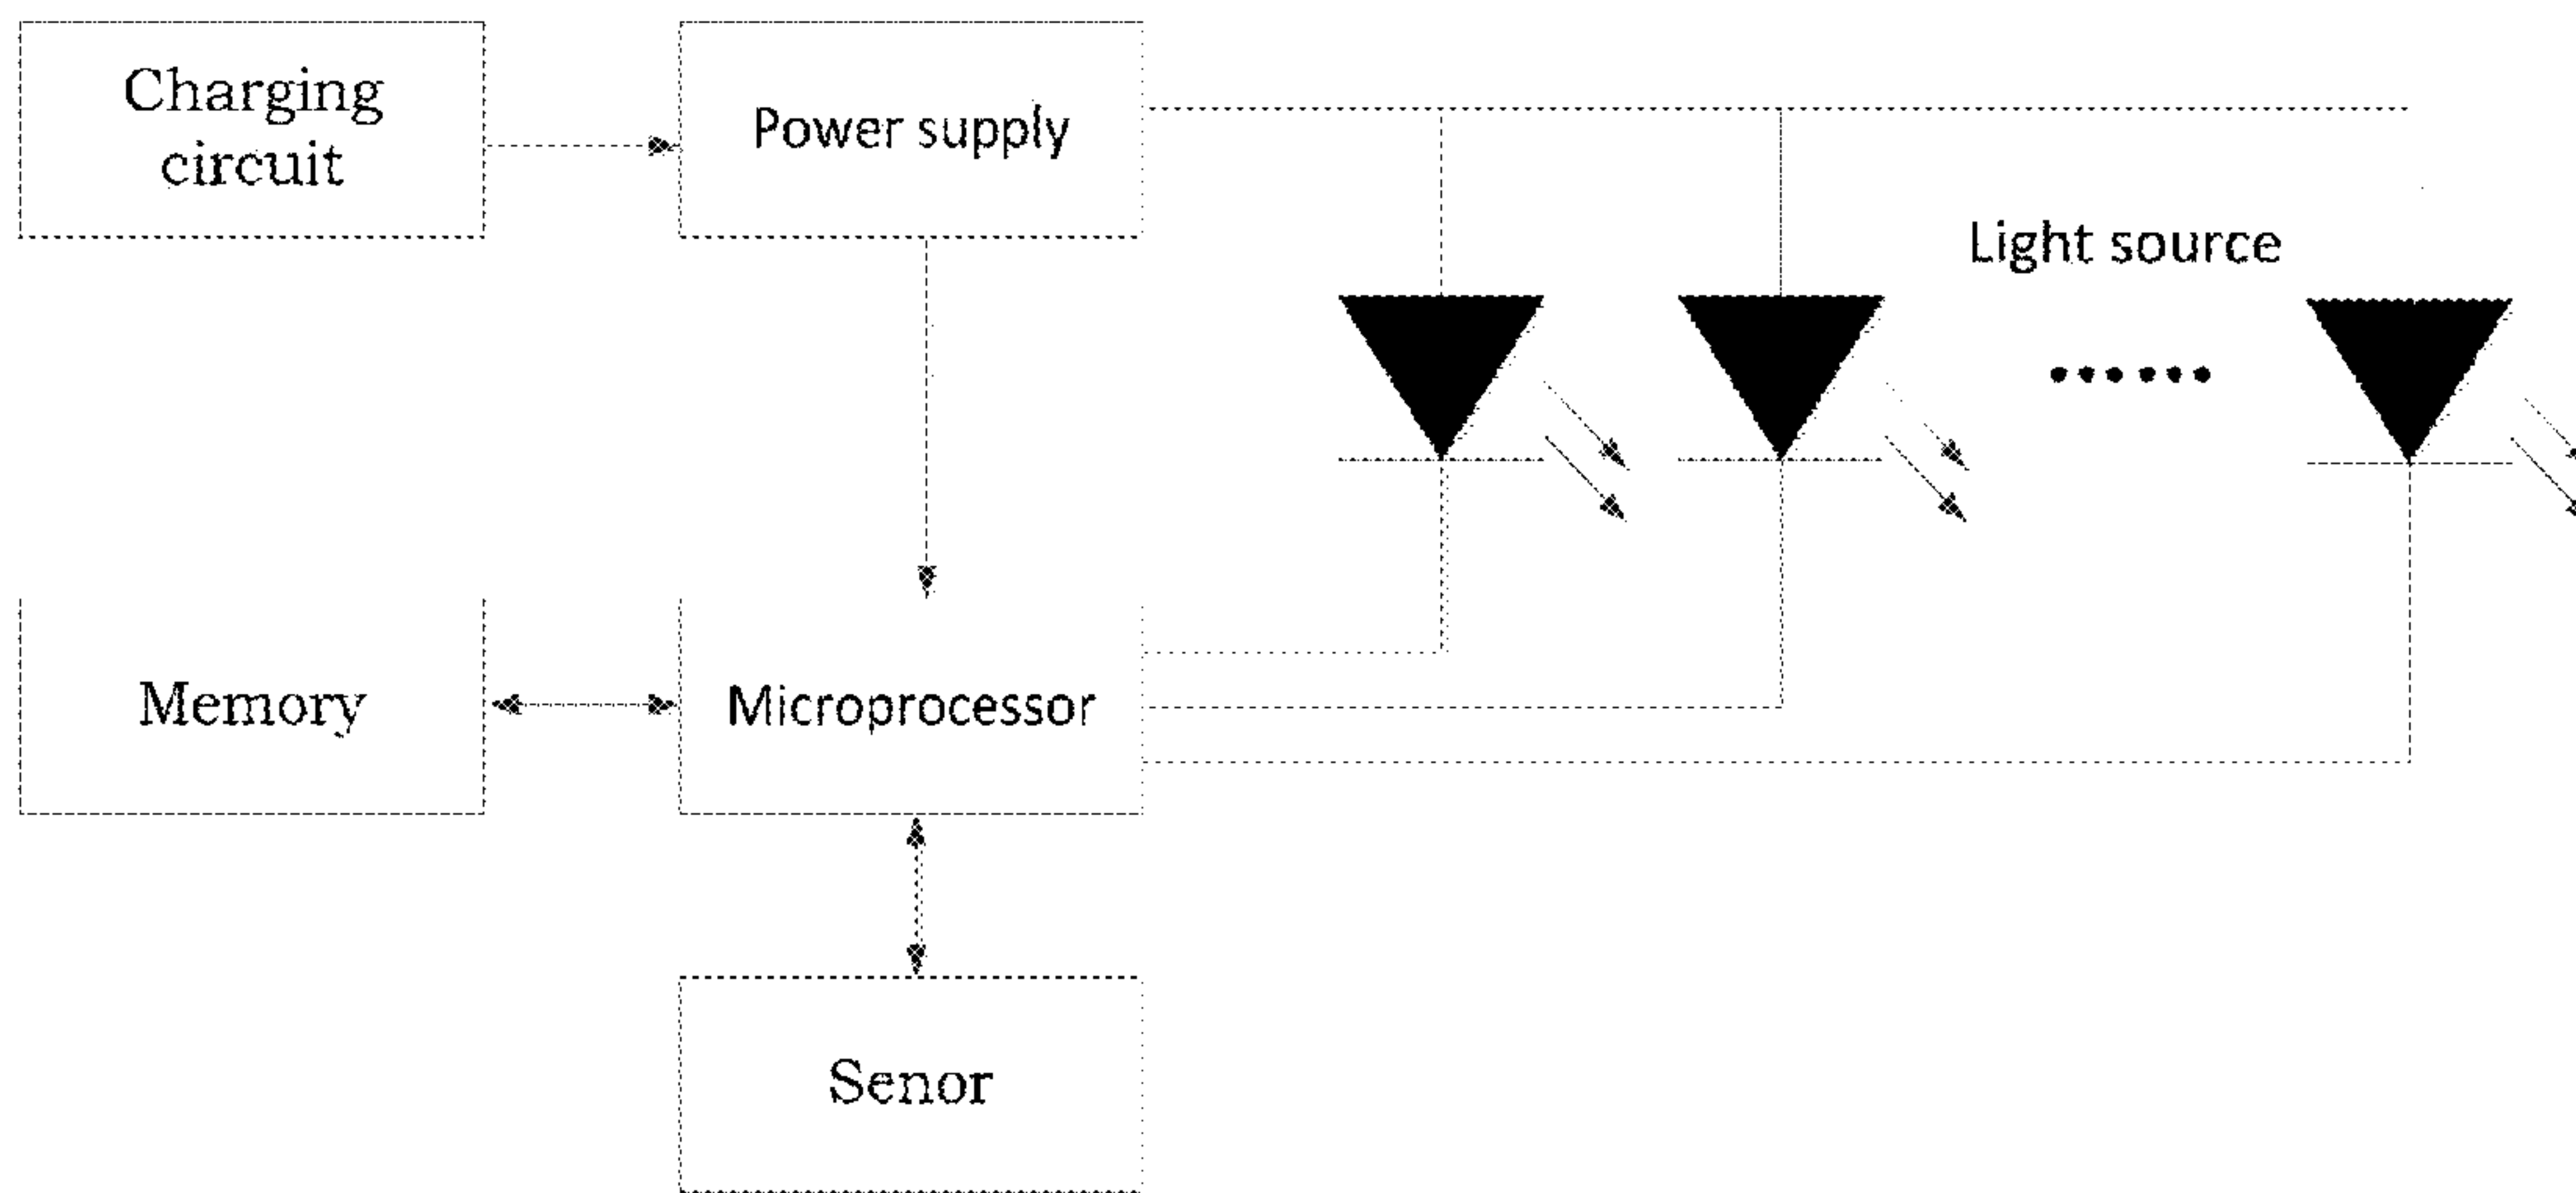 Charging
circuit
Power supply
Light source
Memory
Microprocessor
Senor